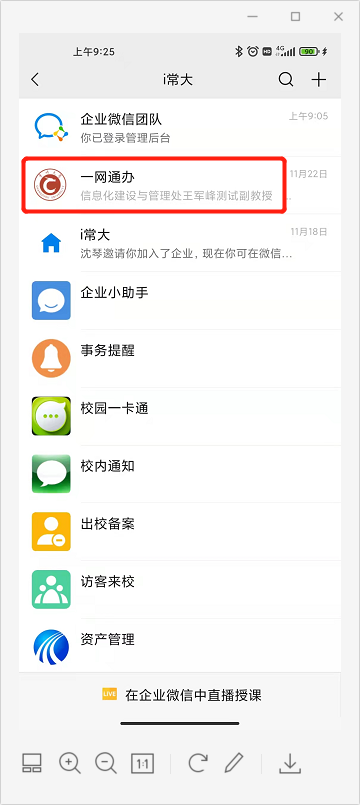 上午9:25
4G
90
i常大
企业微信团队
上午9:05
你已登录管理后台
一网通办
11月22日
信息化建设与管理处王军峰测试副教授
i常大
11月18日
沈琴邀请你加入了企业，现在你可在微信...
企业小助手
事务提醒
校园一卡通
校内通知
出校备案
访客来校
资产管理
LIVE
在企业微信中直播授课
1:1